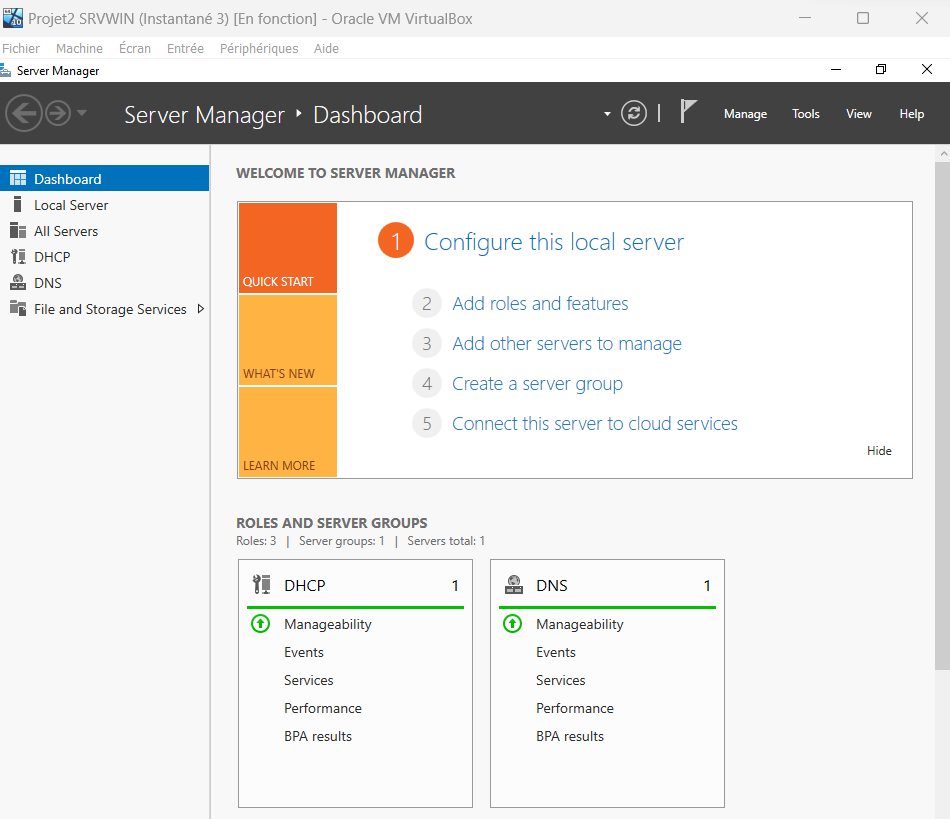 Projet2 SRVWIN (Instantané 3) [En fonction] - Oracle VM VirtualBox
Fichier Machine Écran Entrée Périphériques Aide
Server Manager
Server Manager Dashboard
Manage Tools View Help
Dashboard
Local Server
All Servers
DHCP
DNS
File and Storage Services
WELCOME TO SERVER MANAGER
QUICK START
WHAT'S NEW
LEARN MORE
1 Configure this local server
2 Add roles and features
3 Add other servers to manage
4 Create a server group
5 Connect this server to cloud services
Hide
ROLES AND SERVER GROUPS
Roles: 3 | Server groups: 1 | Servers total: 1
DHCP 1
Manageability
Events
Services
Performance
BPA results
DNS 1
Manageability
Events
Services
Performance
BPA results